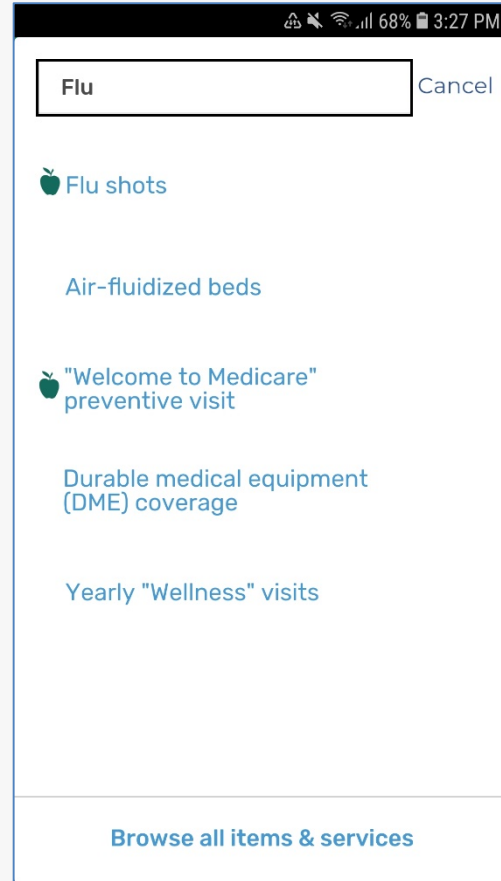 68% 3:27 PM
Flu
Cancel
Flu shots
Air-fluidized beds
"Welcome to Medicare"
preventive visit
Durable medical equipment
(DME) coverage
Yearly "Wellness" visits
Browse all items & services